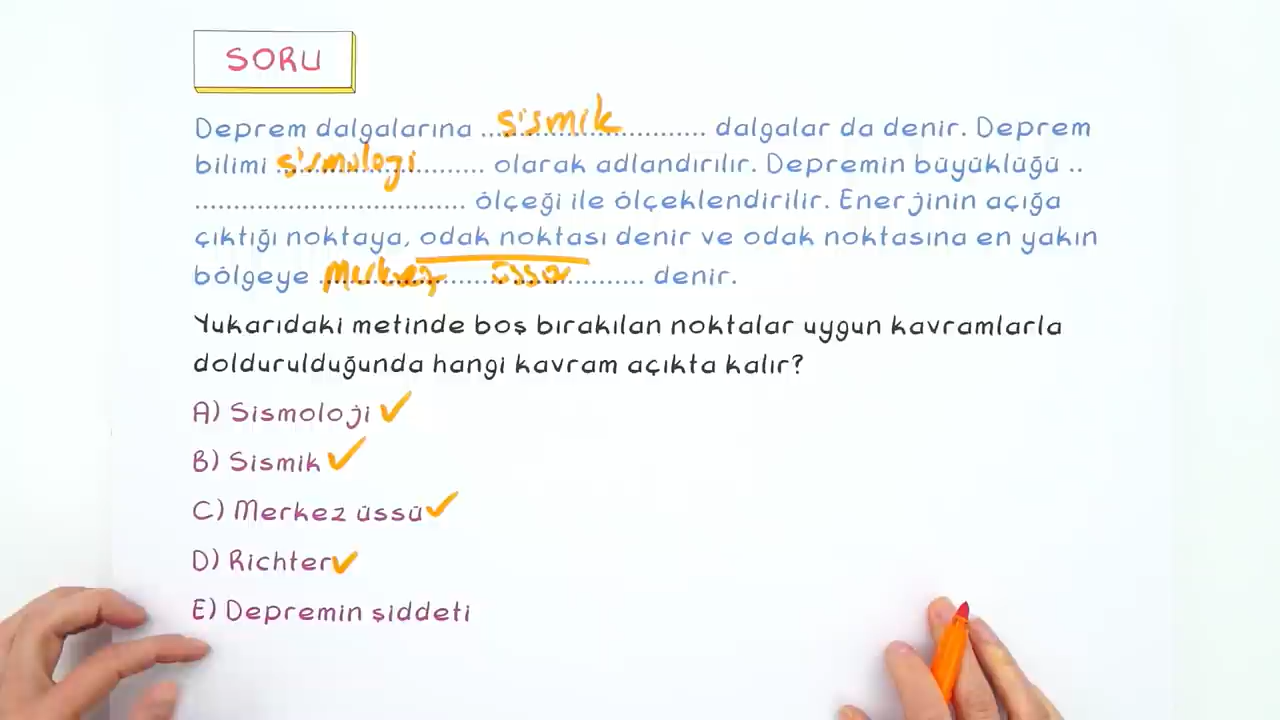 SORU
Deprem dalgalarına ...sismik........... dalgalar da denir. Deprem
bilimi ...sismoloji......... olarak adlandırılır. Depremin büyüklüğü ..
................................... ölçeği ile ölçeklendirilir. Enerjinin açığa
çıktığı noktaya, odak noktası denir ve odak noktasına en yakın
bölgeye ...merkez ...... üssü .......... denir.
Yukarıdaki metinde boş bırakılan noktalar uygun kavramlarla
doldurulduğunda hangi kavram açıkta kalır?
A) Sismoloji ✓
B) Sismik ✓
C) Merkez üssü ✓
D) Richter ✓
E) Depremin şiddeti